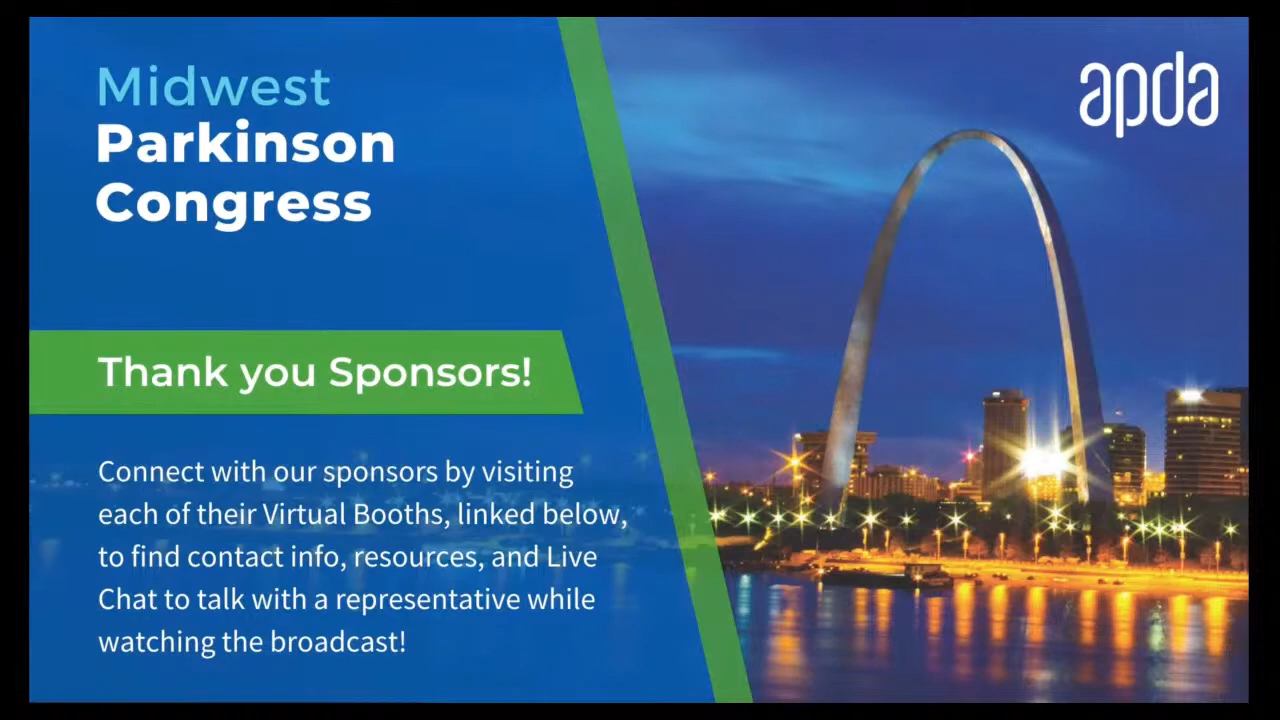 Midwest
Parkinson
Congress
apda
Thank you Sponsors!
Connect with our sponsors by visiting
each of their Virtual Booths, linked below,
to find contact info, resources, and Live
Chat to talk with a representative while
watching the broadcast!